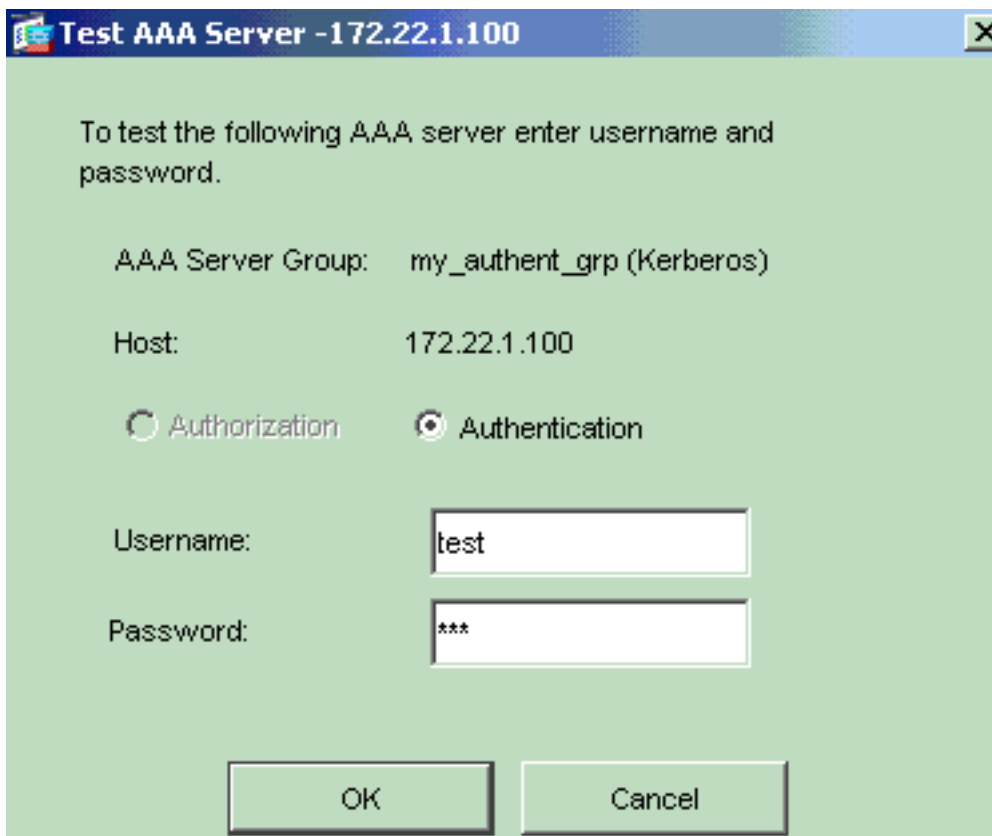 Test AAA Server -172.22.1.100
To test the following AAA server enter username and
password.
AAA Server Group: my_authent_grp (Kerberos)
Host: 172.22.1.100
Authorization Authentication
Username: test
Password: ***
OK Cancel